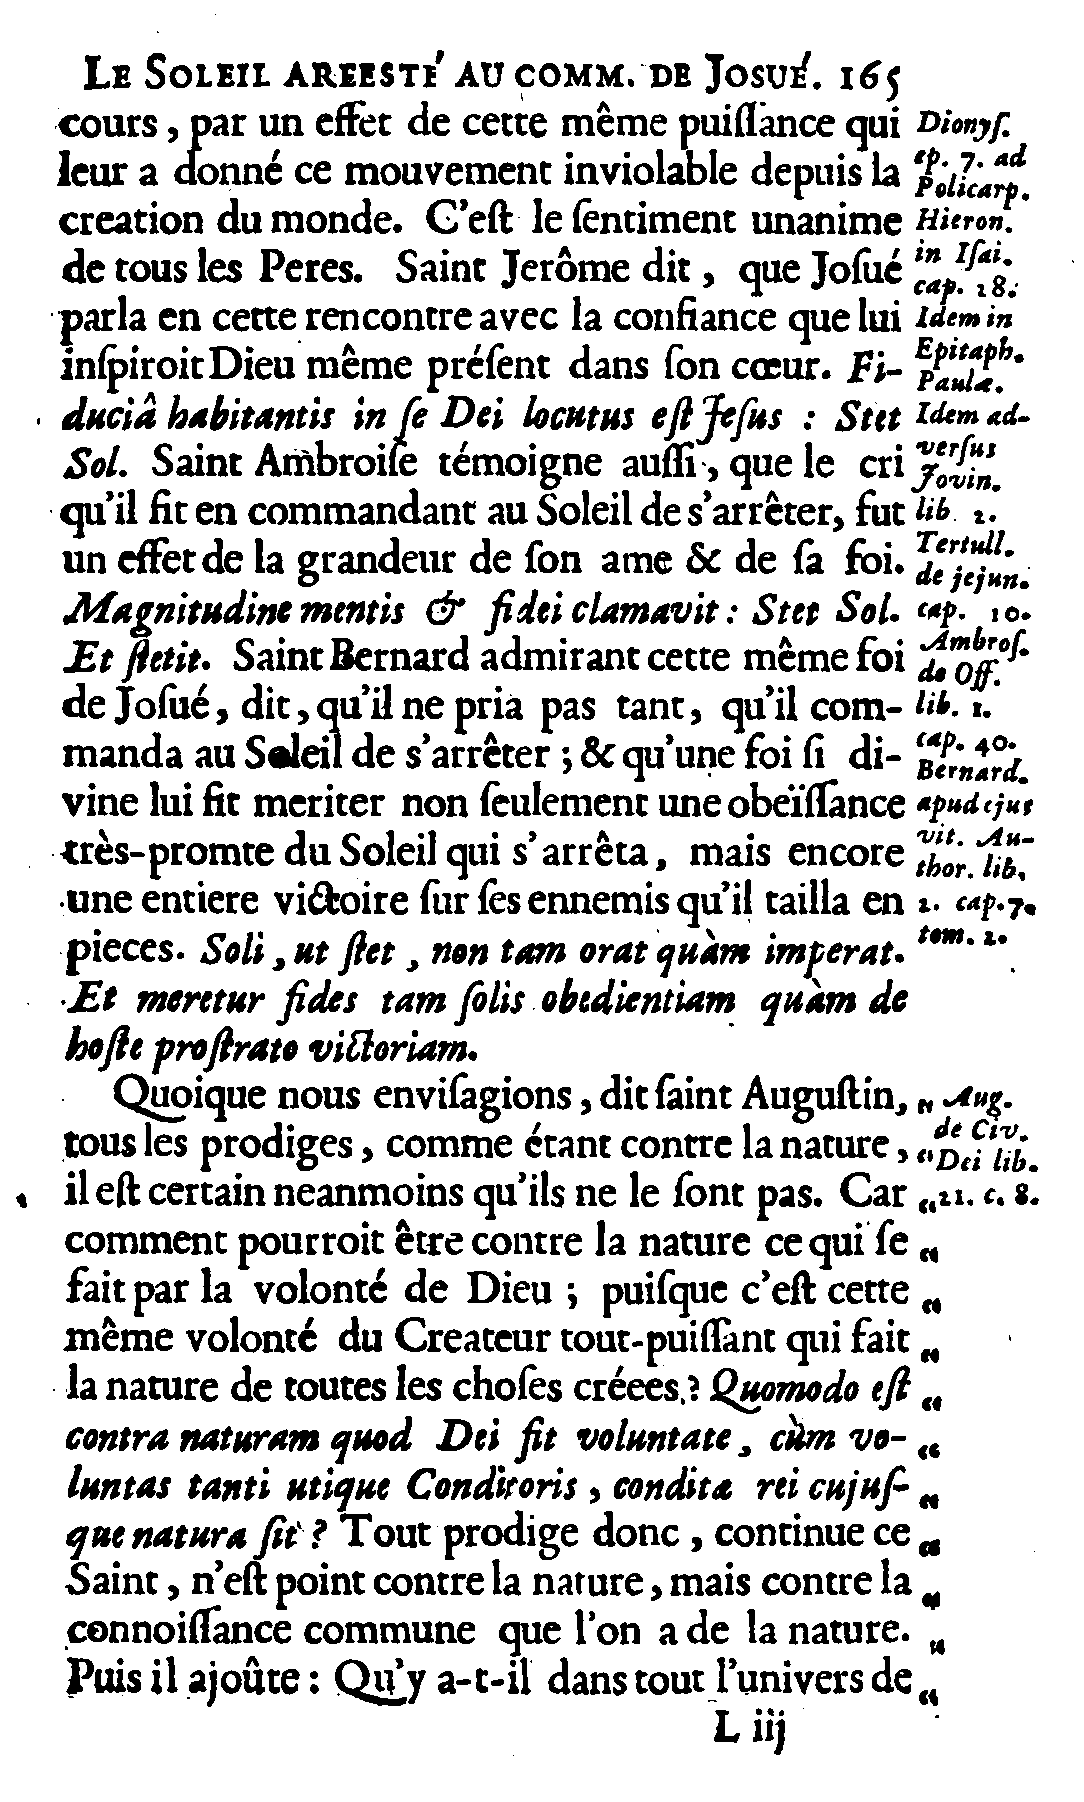 LE SOLEIL AREESTÉ AU COMM. DE JOSUÉ. 165
cours, par un effet de cette même puiſſance qui
leur a donné ce mouvement inviolable depuis la
creation du monde. C'eſt le ſentiment unanime
de tous les Peres. Saint Jerôme dit, que Joſué
parla en cette rencontre avec la confiance que lui
inſpiroit Dieu même préſent dans ſon cœur. Fi-
duciâ habitantis in ſe Dei locutus eſt Jeſus : Stet
Sol. Saint Ambroiſe témoigne auſſi, que le cri
qu'il fit en commandant au Soleil de s'arrêter, fut
un effet de la grandeur de ſon ame & de ſa foi.
Magnitudine mentis & fidei clamavit : Stet Sol.
Et ſtetit. Saint Bernard admirant cette même foi
de Joſué, dit, qu'il ne pria pas tant, qu'il com-
manda au Soleil de s'arrêter ; & qu'une foi ſi di-
vine lui fit meriter non ſeulement une obeïſſance
très-promte du Soleil qui s'arrêta, mais encore
une entiere victoire ſur ſes ennemis qu'il tailla en
pieces. Soli, ut ſtet, non tam orat quàm imperat.
Et meretur fides tam ſolis obedientiam quàm de
hoſte proſtrato victoriam.
Dionyſ.
ep. 7. ad
Policarp.
Hieron.
in Iſai.
cap. 28.
Idem in
Epitaph.
Paulæ.
Idem ad-
verſus
Jovin.
lib. 2.
Tertull.
de jejun.
cap. 10.
Ambroſ.
de Off.
lib. 1.
cap. 40.
Bernard.
apud ejus
vit. Au-
thor. lib.
2. cap. 7.
tom. 2.
Quoique nous enviſagions, dit ſaint Auguſtin, „
tous les prodiges, comme étant contre la nature, „
il eſt certain neanmoins qu'ils ne le ſont pas. Car „
comment pourroit être contre la nature ce qui ſe „
fait par la volonté de Dieu ; puiſque c'eſt cette „
même volonté du Createur tout-puiſſant qui fait „
la nature de toutes les choſes créées ? Quomodo eſt „
contra naturam quod Dei fit voluntate, cùm vo- „
luntas tanti utique Conditoris, conditæ rei cujuſ- „
que natura ſit ? Tout prodige donc, continue ce „
Saint, n'eſt point contre la nature, mais contre la „
connoiſſance commune que l'on a de la nature. „
Puis il ajoûte : Qu'y a-t-il dans tout l'univers de „
Aug.
de Civ.
Dei lib.
21. c. 8.
L iij